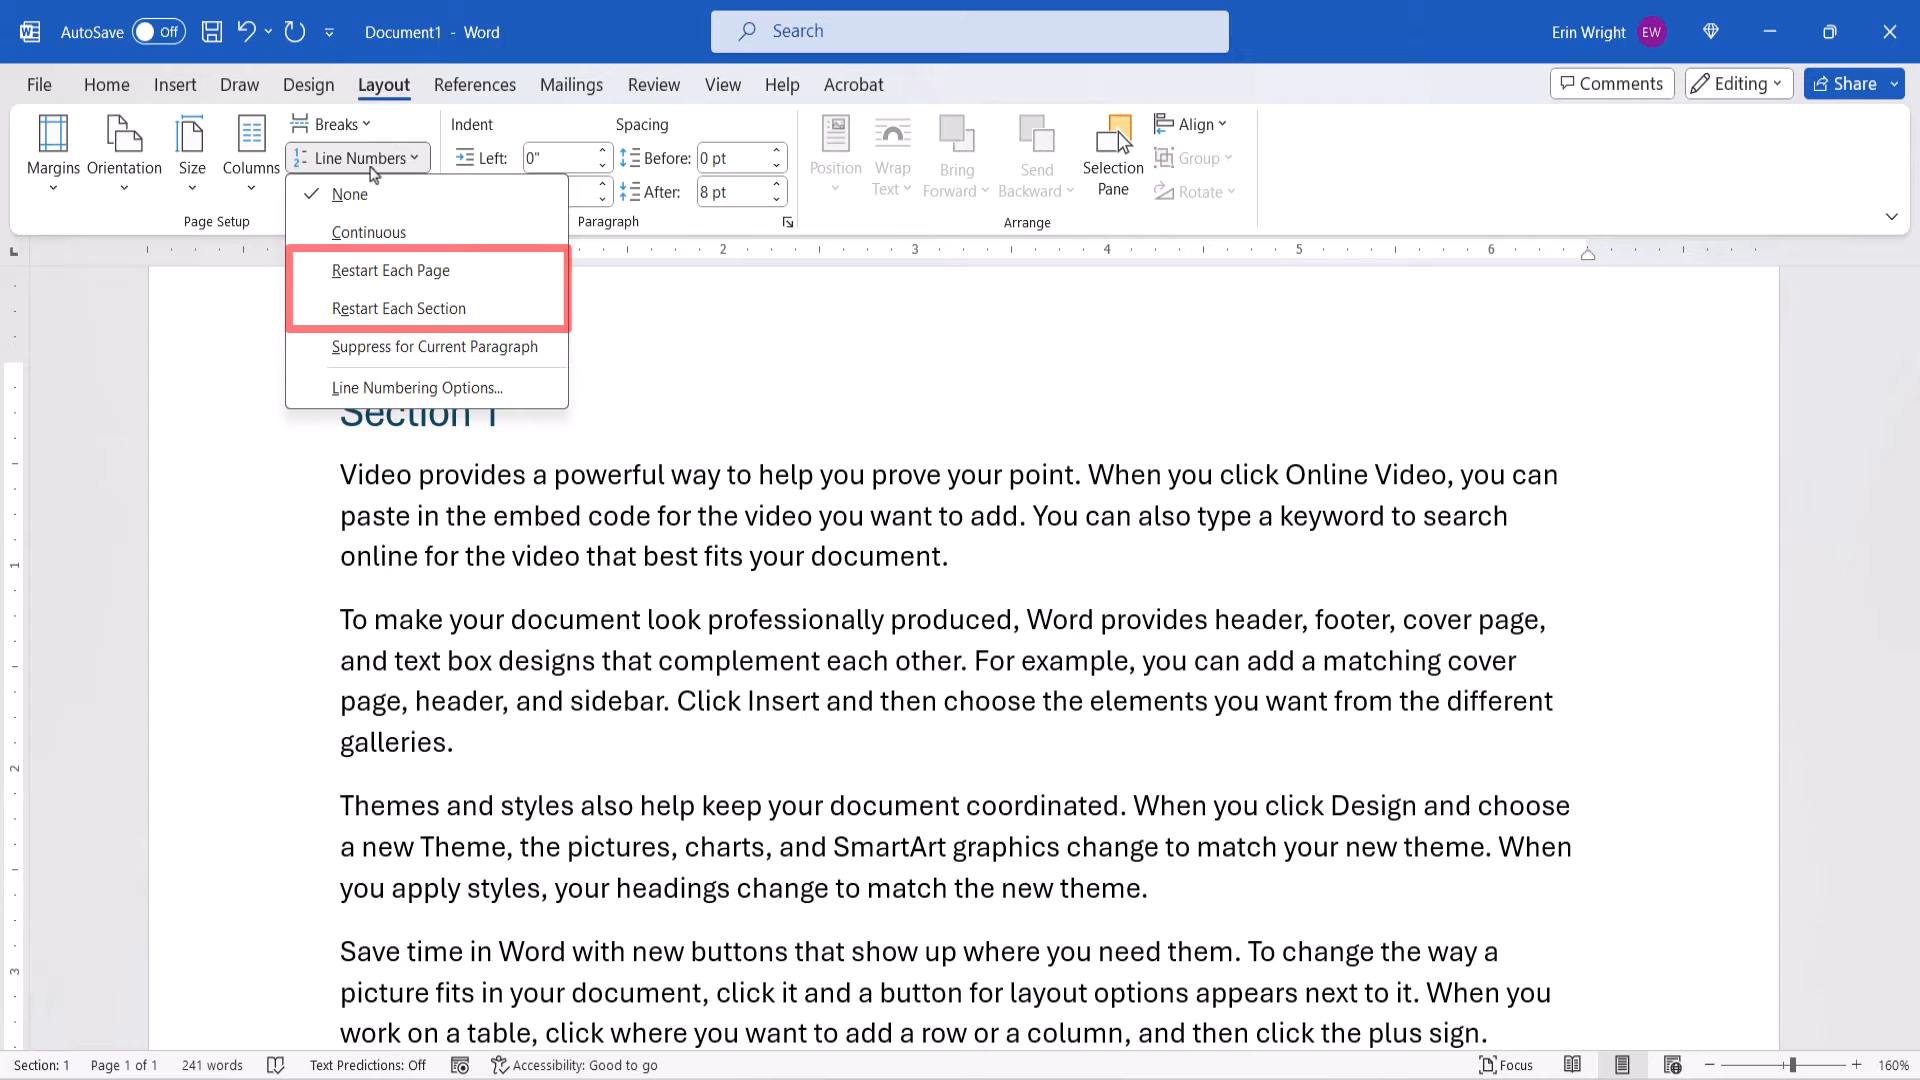 AutoSave Off Document1 - Word Search Erin Wright EW
File Home Insert Draw Design Layout References Mailings Review View Help Acrobat Comments Editing Share
Margins Orientation Size Columns
Breaks
Line Numbers
Page Setup
None
Continuous
Restart Each Page
Restart Each Section
Suppress for Current Paragraph
Line Numbering Options...
Indent Spacing
Left: 0" Before: 0 pt
After: 8 pt
Paragraph
Position Wrap Text Bring Forward Send Backward Selection Pane
Align
Group
Rotate
Arrange
2 3 4 5 6
1
2
3
Section 1
Video provides a powerful way to help you prove your point. When you click Online Video, you can
paste in the embed code for the video you want to add. You can also type a keyword to search
online for the video that best fits your document.
To make your document look professionally produced, Word provides header, footer, cover page,
and text box designs that complement each other. For example, you can add a matching cover
page, header, and sidebar. Click Insert and then choose the elements you want from the different
galleries.
Themes and styles also help keep your document coordinated. When you click Design and choose
a new Theme, the pictures, charts, and SmartArt graphics change to match your new theme. When
you apply styles, your headings change to match the new theme.
Save time in Word with new buttons that show up where you need them. To change the way a
picture fits in your document, click it and a button for layout options appears next to it. When you
work on a table, click where you want to add a row or a column, and then click the plus sign.
Section: 1 Page 1 of 1 241 words Text Predictions: Off Accessibility: Good to go Focus 160%